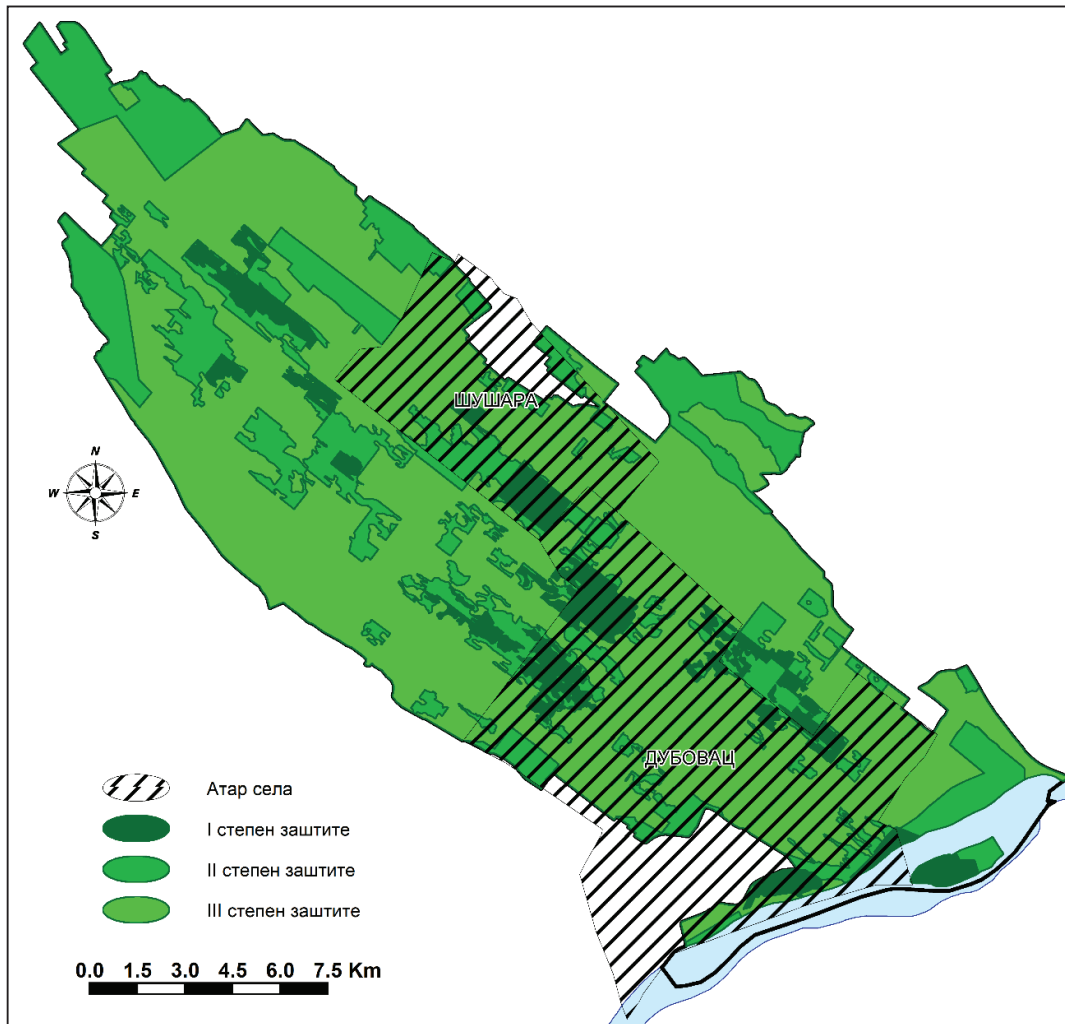 ШУШАРА
N
W E
S
ДУБОВАЦ
Атар села
I степен заштите
II степен заштите
III степен заштите
0.0 1.5 3.0 4.5 6.0 7.5 Km